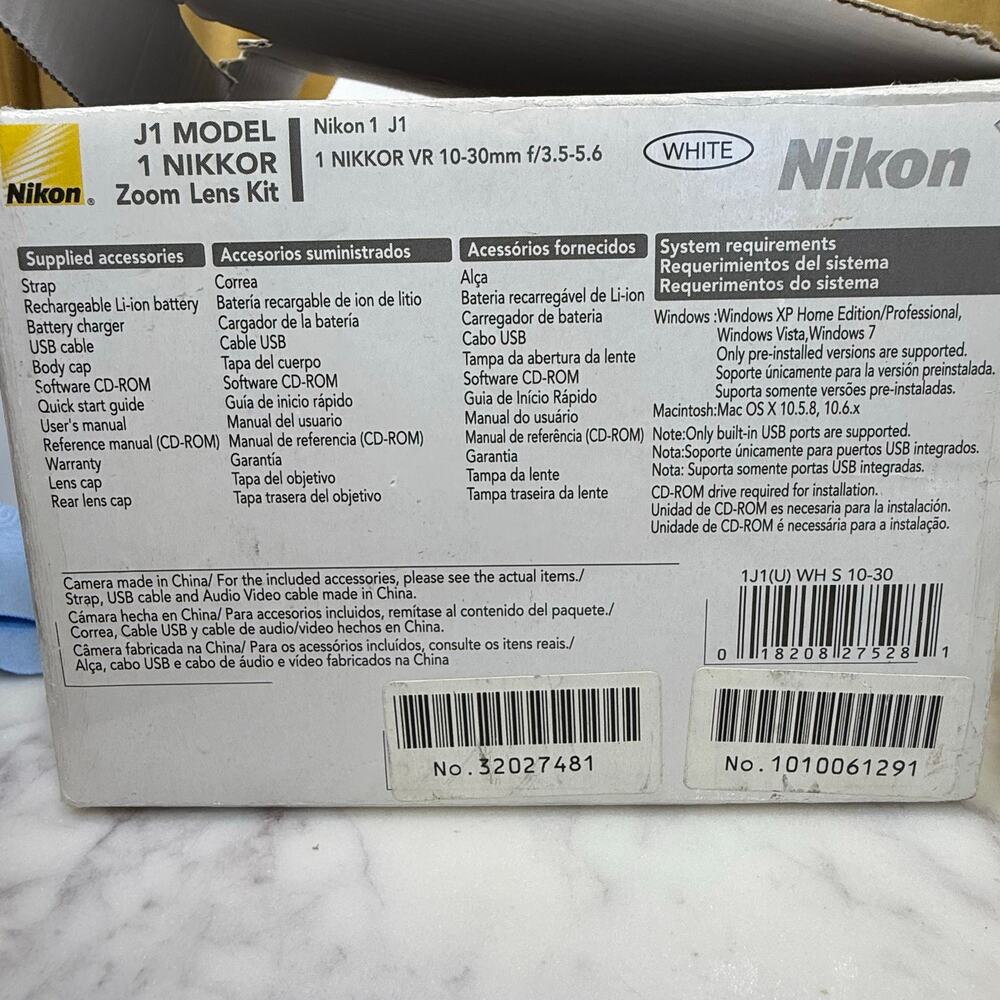 Nikon®
J1 MODEL
1 NIKKOR
Zoom Lens Kit
Nikon 1 J1
1 NIKKOR VR 10-30mm f/3.5-5.6
WHITE
Nikon
Supplied accessories
Strap
Rechargeable Li-ion battery
Battery charger
USB cable
Body cap
Software CD-ROM
Quick start guide
User's manual
Reference manual (CD-ROM)
Warranty
Lens cap
Rear lens cap
Accesorios suministrados
Correa
Batería recargable de ion de litio
Cargador de la batería
Cable USB
Tapa del cuerpo
Software CD-ROM
Guía de inicio rápido
Manual del usuario
Manual de referencia (CD-ROM)
Garantía
Tapa del objetivo
Tapa trasera del objetivo
Acessórios fornecidos
Alça
Bateria recarregável de Li-ion
Carregador de bateria
Cabo USB
Tampa da abertura da lente
Software CD-ROM
Guia de Início Rápido
Manual do usuário
Manual de referência (CD-ROM)
Garantia
Tampa da lente
Tampa traseira da lente
System requirements
Requerimientos del sistema
Requerimentos do sistema
Windows :Windows XP Home Edition/Professional,
Windows Vista,Windows 7
Only pre-installed versions are supported.
Soporte únicamente para la versión preinstalada.
Suporta somente versões pre-instaladas.
Macintosh:Mac OS X 10.5.8, 10.6.x
Note:Only built-in USB ports are supported.
Nota:Soporte únicamente para puertos USB integrados.
Nota: Suporta somente portas USB integradas.
CD-ROM drive required for installation.
Unidad de CD-ROM es necesaria para la instalación.
Unidade de CD-ROM é necessária para a instalação.
Camera made in China/ For the included accessories, please see the actual items./
Strap, USB cable and Audio Video cable made in China.
Cámara hecha en China/ Para accesorios incluidos, remítase al contenido del paquete./
Correa, Cable USB y cable de audio/video hechos en China.
Câmera fabricada na China/ Para os acessórios incluídos, consulte os itens reais./
Alça, cabo USB e cabo de áudio e vídeo fabricados na China
1J1(U) WH S 10-30
0 18208 27528 1
No.32027481
No.1010061291